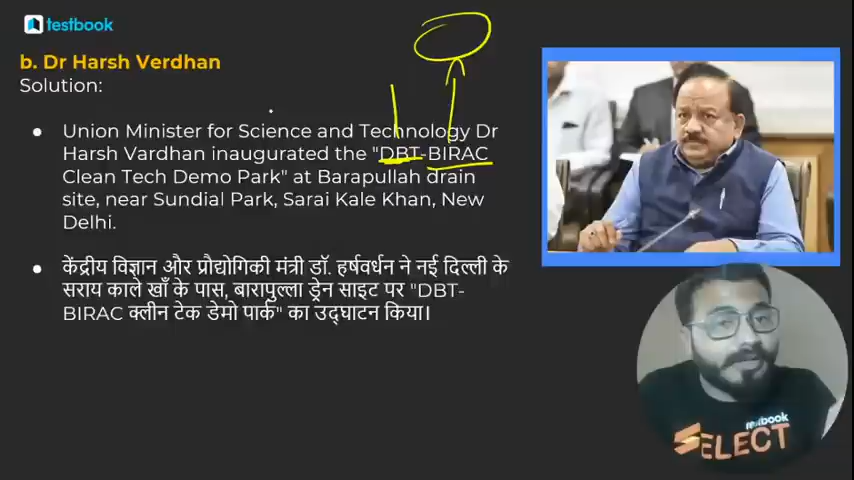 testbook
b. Dr Harsh Verdhan
Solution:
● Union Minister for Science and Technology Dr
Harsh Vardhan inaugurated the "DBT-BIRAC
Clean Tech Demo Park" at Barapullah drain
site, near Sundial Park, Sarai Kale Khan, New
Delhi.
● केंद्रीय विज्ञान और प्रौद्योगिकी मंत्री डॉ. हर्षवर्धन ने नई दिल्ली के
सराय काले खाँ के पास, बारापुल्ला ड्रेन साइट पर "DBT-
BIRAC क्लीन टेक डेमो पार्क" का उद्घाटन किया।
testbook
SELECT